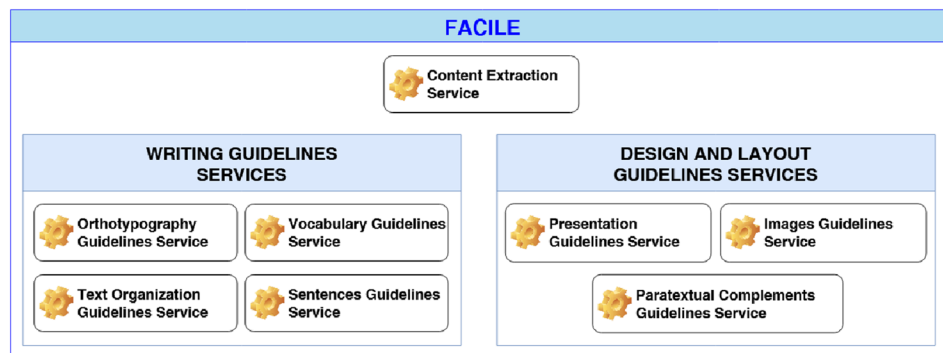 FACILE
Content Extraction
Service
WRITING GUIDELINES
SERVICES
Orthotypography
Guidelines Service
Vocabulary Guidelines
Service
Text Organization
Guidelines Service
Sentences Guidelines
Service
DESIGN AND LAYOUT
GUIDELINES SERVICES
Presentation
Guidelines Service
Images Guidelines
Service
Paratextual Complements
Guidelines Service